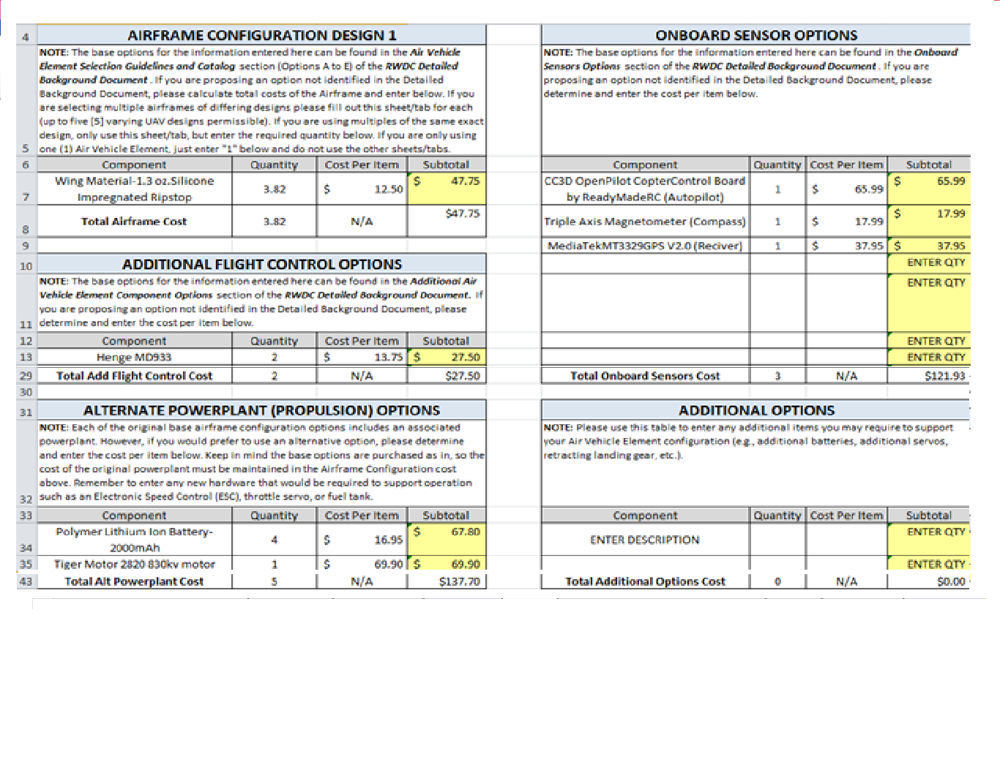 4
AIRFRAME CONFIGURATION DESIGN 1
NOTE: The base options for the information entered here can be found in the Air Vehicle
Element Selection Guidelines and Catalog section (Options A to E) of the RWDC Detailed
Background Document . If you are proposing an option not identified in the Detailed
Background Document, please calculate total costs of the Airframe and enter below. If you
are selecting multiple airframes of differing designs please fill out this sheet/tab for each
(up to five [5] varying UAV designs permissible). If you are using multiples of the same exact
design, only use this sheet/tab, but enter the required quantity below. If you are only using
5 one (1) Air Vehicle Element, just enter "1" below and do not use the other sheets/tabs.
6 Component Quantity Cost Per Item Subtotal
Wing Material-1.3 oz.Silicone
Impregnated Ripstop
7 3.82 $ 12.50 $ 47.75
8 Total Airframe Cost 3.82 N/A $47.75
9
10 ADDITIONAL FLIGHT CONTROL OPTIONS
NOTE: The base options for the information entered here can be found in the Additional Air
Vehicle Element Component Options section of the RWDC Detailed Background Document. If
you are proposing an option not identified in the Detailed Background Document, please
11 determine and enter the cost per item below.
12 Component Quantity Cost Per Item Subtotal
13 Henge MD933 2 $ 13.75 $ 27.50
29 Total Add Flight Control Cost 2 N/A $27.50
30
31 ALTERNATE POWERPLANT (PROPULSION) OPTIONS
NOTE: Each of the original base airframe configuration options includes an associated
powerplant. However, if you would prefer to use an alternative option, please determine
and enter the cost per item below. Keep in mind the base options are purchased as in, so the
cost of the original powerplant must be maintained in the Airframe Configuration cost
above. Remember to enter any new hardware that would be required to support operation
32 such as an Electronic Speed Control (ESC), throttle servo, or fuel tank.
33 Component Quantity Cost Per Item Subtotal
Polymer Lithium Ion Battery-
2000mAh
34 4 $ 16.95 $ 67.80
35 Tiger Motor 2820 830kv motor 1 $ 69.90 $ 69.90
43 Total Alt Powerplant Cost 5 N/A $137.70
ONBOARD SENSOR OPTIONS
NOTE: The base options for the information entered here can be found in the Onboard
Sensors Options section of the RWDC Detailed Background Document . If you are
proposing an option not identified in the Detailed Background Document, please
determine and enter the cost per item below.
Component Quantity Cost Per Item Subtotal
CC3D OpenPilot CopterControl Board
by ReadyMadeRC (Autopilot)
1 $ 65.99 $ 65.99
Triple Axis Magnetometer (Compass) 1 $ 17.99 $ 17.99
MediaTekMT3329GPS V2.0 (Reciver) 1 $ 37.95 $ 37.95
ENTER QTY
ENTER QTY
ENTER QTY
ENTER QTY
Total Onboard Sensors Cost 3 N/A $121.93
ADDITIONAL OPTIONS
NOTE: Please use this table to enter any additional items you may require to support
your Air Vehicle Element configuration (e.g., additional batteries, additional servos,
retracting landing gear, etc.).
Component Quantity Cost Per Item Subtotal
ENTER DESCRIPTION ENTER QTY
ENTER QTY
Total Additional Options Cost 0 N/A $0.00